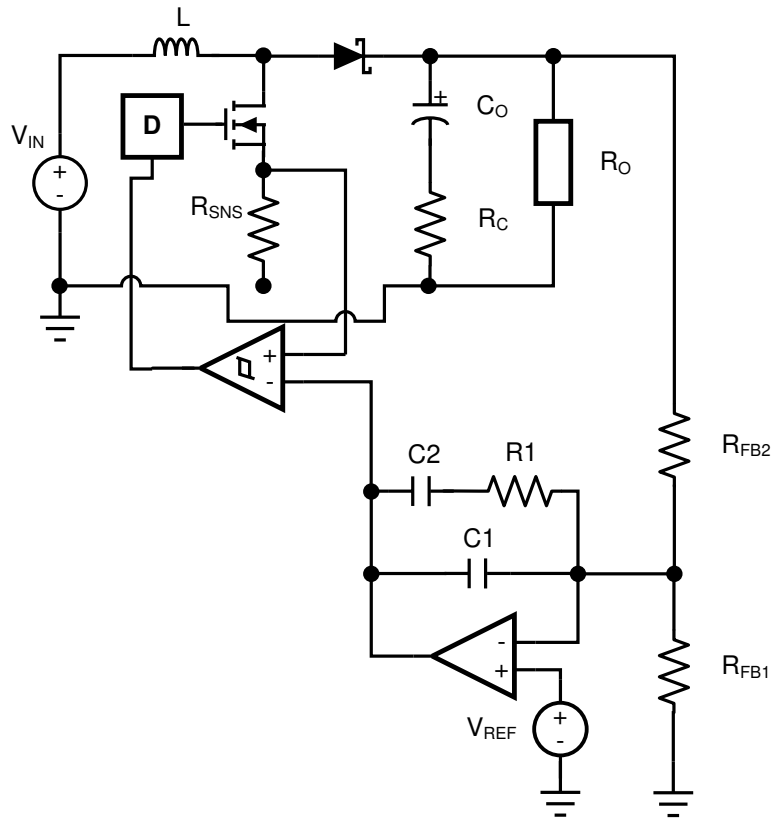 L
D
V_IN
+
-
R_SNS
+
C_O
R_C
R_O
+
-
C2
R1
C1
R_FB2
-
+
V_REF
+
-
R_FB1